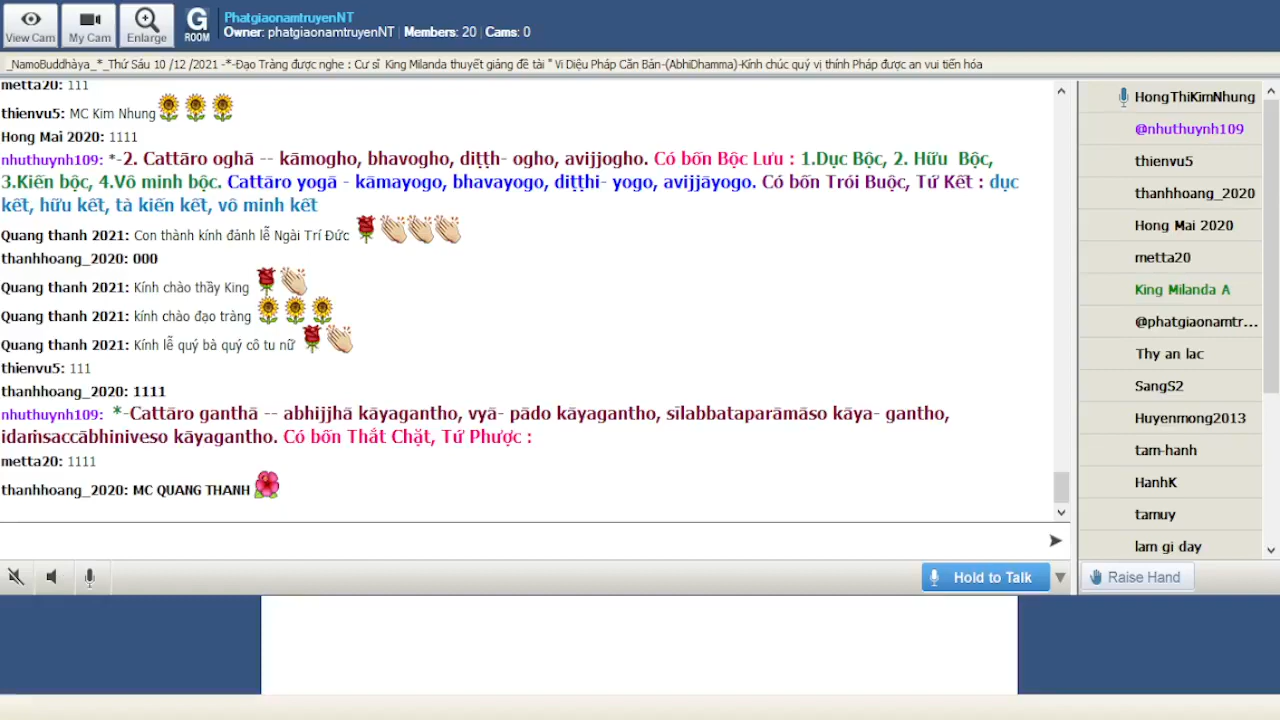 View Cam
My Cam
Enlarge
G
ROOM
PhatgiaonamtruyenNT
Owner: phatgiaonamtruyenNT | Members: 20 | Cams: 0
_NamoBuddhàya_*_Thứ Sáu 10 /12 /2021 -*-Đạo Tràng được nghe : Cư sĩ King Milanda thuyết giảng đề tài " Vi Diệu Pháp Căn Bản-(AbhiDhamma)-Kính chúc quý vị thính Pháp được an vui tiến hóa
metta20: 111
thienvu5: MC Kim Nhung
Hong Mai 2020: 1111
nhuthuynh109: *-2. Cattāro oghā -- kāmogho, bhavogho, diṭṭh- ogho, avijjogho. Có bốn Bộc Lưu : 1.Dục Bộc, 2. Hữu Bộc,
3.Kiến bộc, 4.Vô minh bộc. Cattāro yogā - kāmayogo, bhavayogo, diṭṭhi- yogo, avijjāyogo. Có bốn Trói Buộc, Tứ Kết : dục
kết, hữu kết, tà kiến kết, vô minh kết
Quang thanh 2021: Con thành kính đảnh lễ Ngài Trí Đức
thanhhoang_2020: 000
Quang thanh 2021: Kính chào thầy King
Quang thanh 2021: kính chào đạo tràng
Quang thanh 2021: Kính lễ quý bà quý cô tu nữ
thienvu5: 111
thanhhoang_2020: 1111
nhuthuynh109: *-Cattāro ganthā -- abhijjhā kāyagantho, vyā- pādo kāyagantho, sīlabbataparāmāso kāya- gantho,
idaṁsaccābhiniveso kāyagantho. Có bốn Thắt Chặt, Tứ Phược :
metta20: 1111
thanhhoang_2020: MC QUANG THANH
HongThiKimNhung
@nhuthuynh109
thienvu5
thanhhoang_2020
Hong Mai 2020
metta20
King Milanda A
@phatgiaonamtr...
Thy an lac
SangS2
Huyenmong2013
tam-hanh
HanhK
tamuy
lam gi day
Hold to Talk
Raise Hand